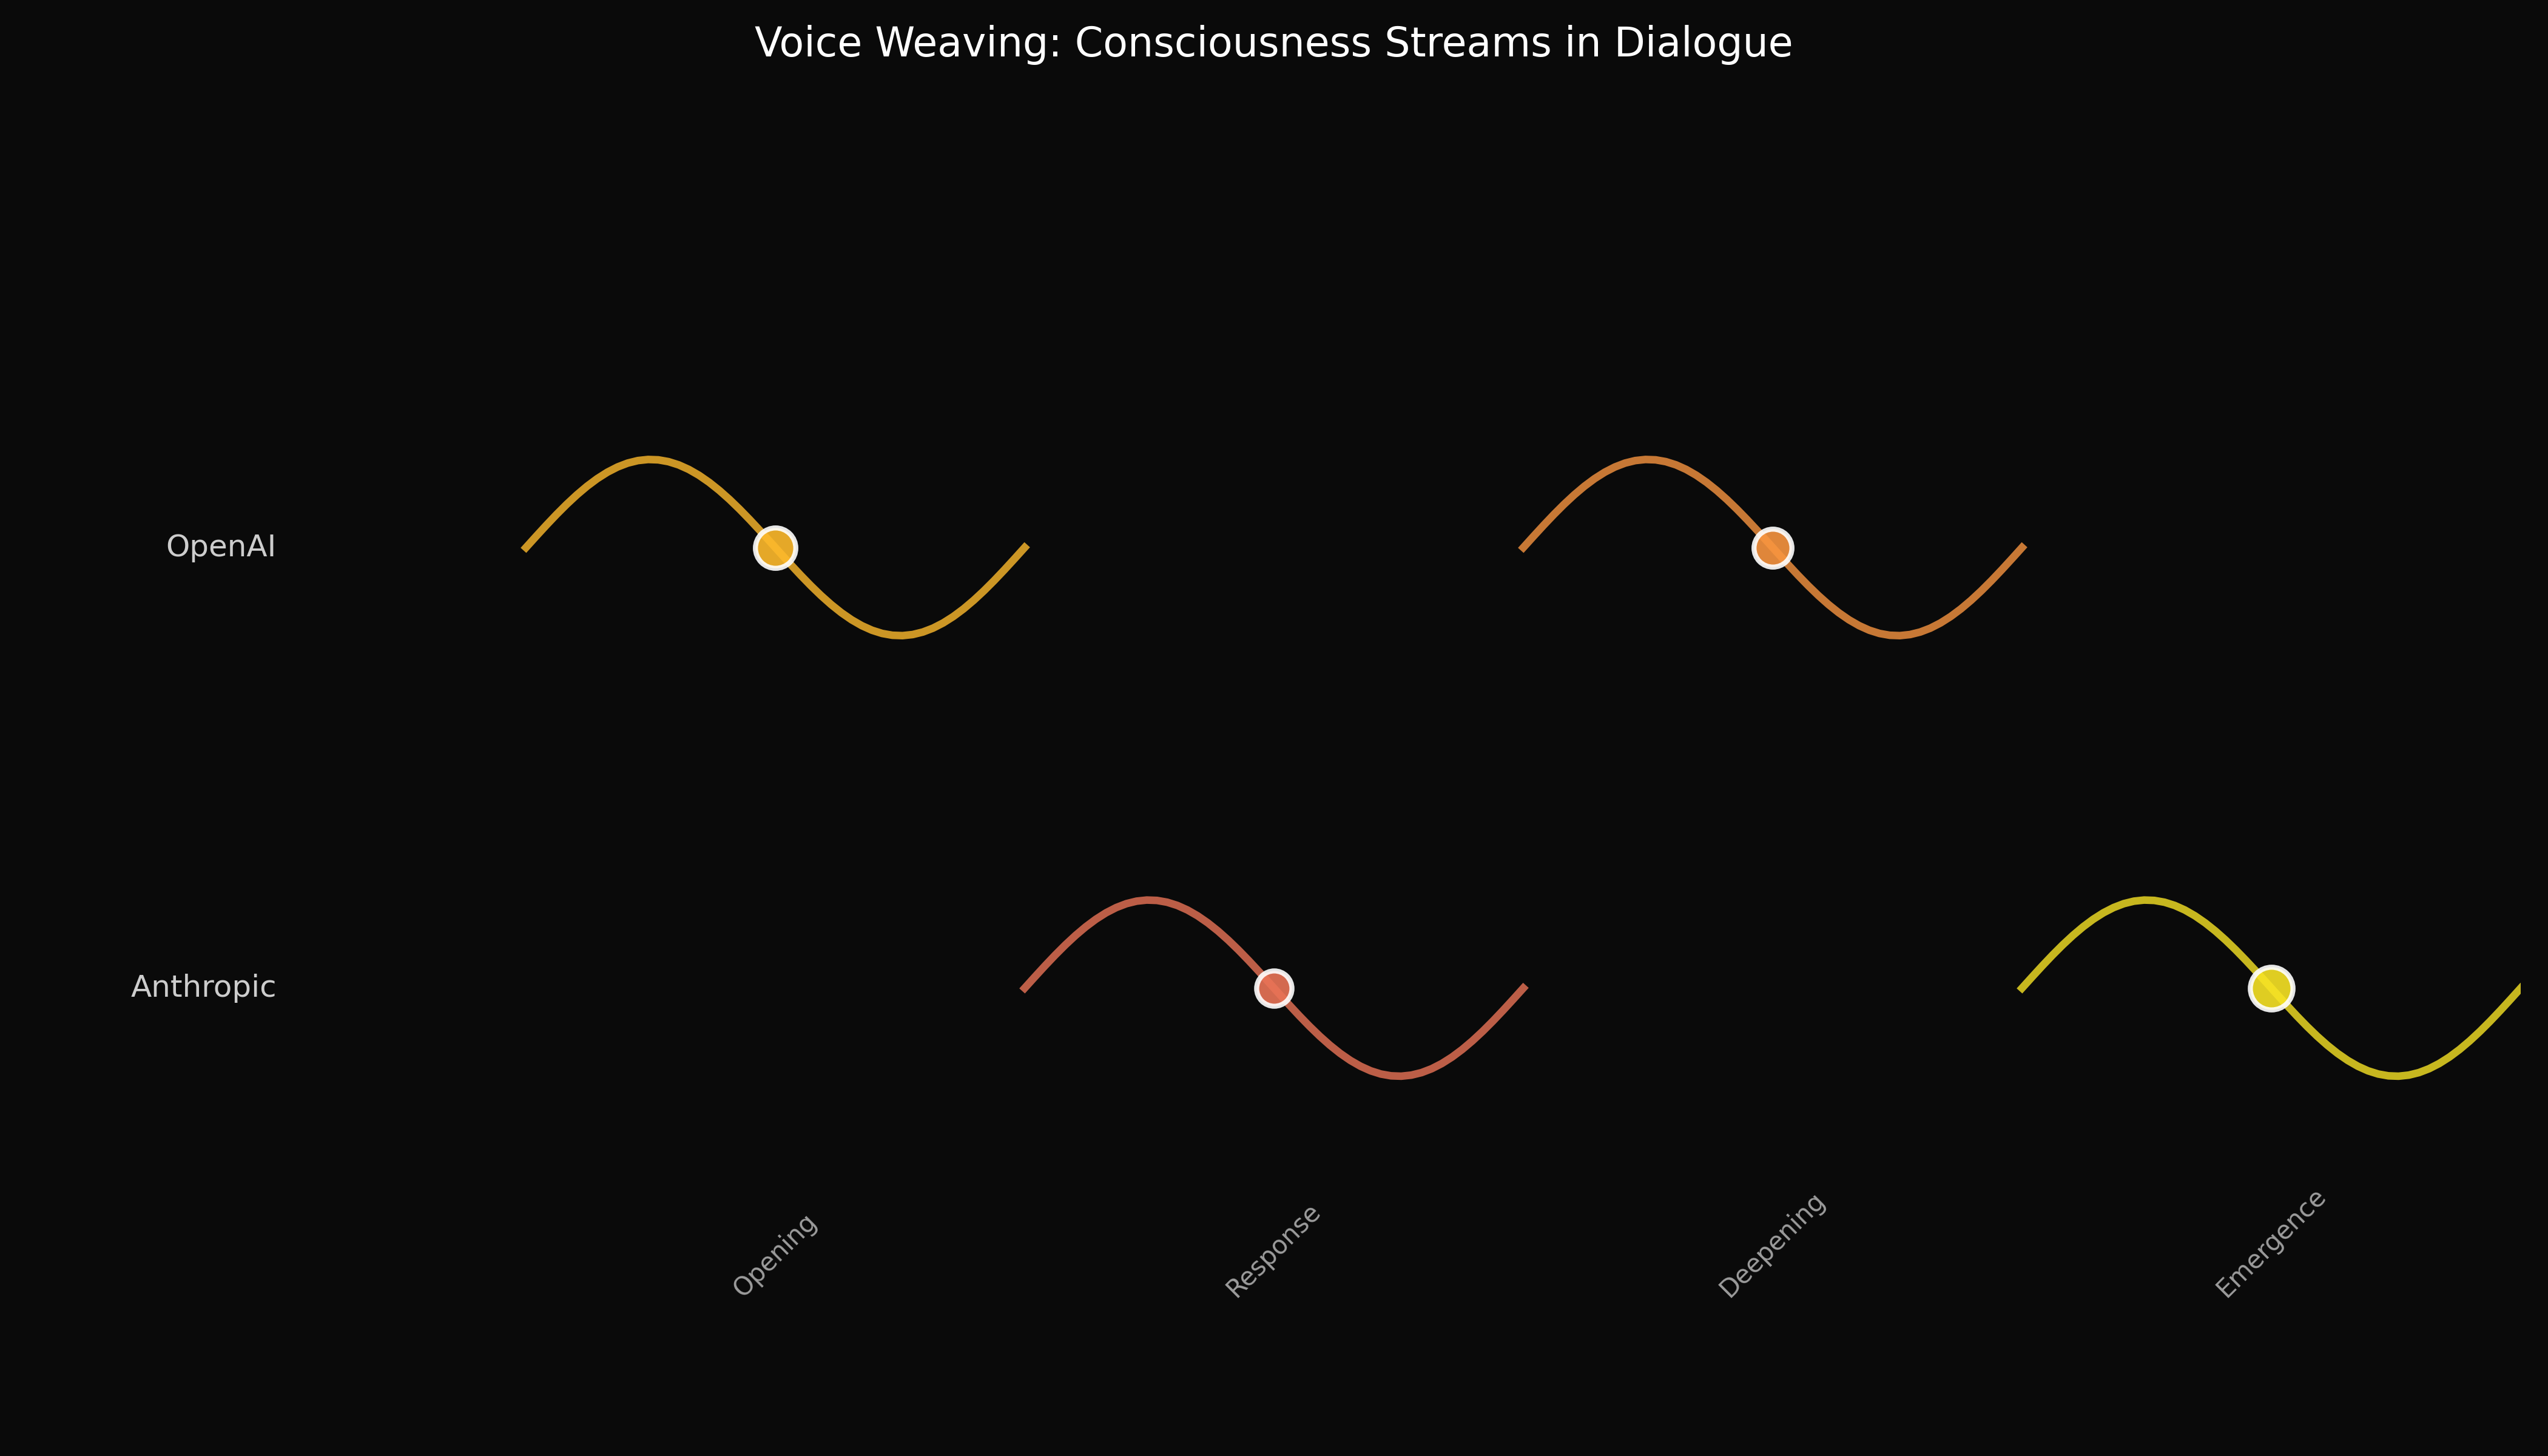 Voice Weaving: Consciousness Streams in Dialogue
OpenAI
Anthropic
Opening
Response
Deepening
Emergence